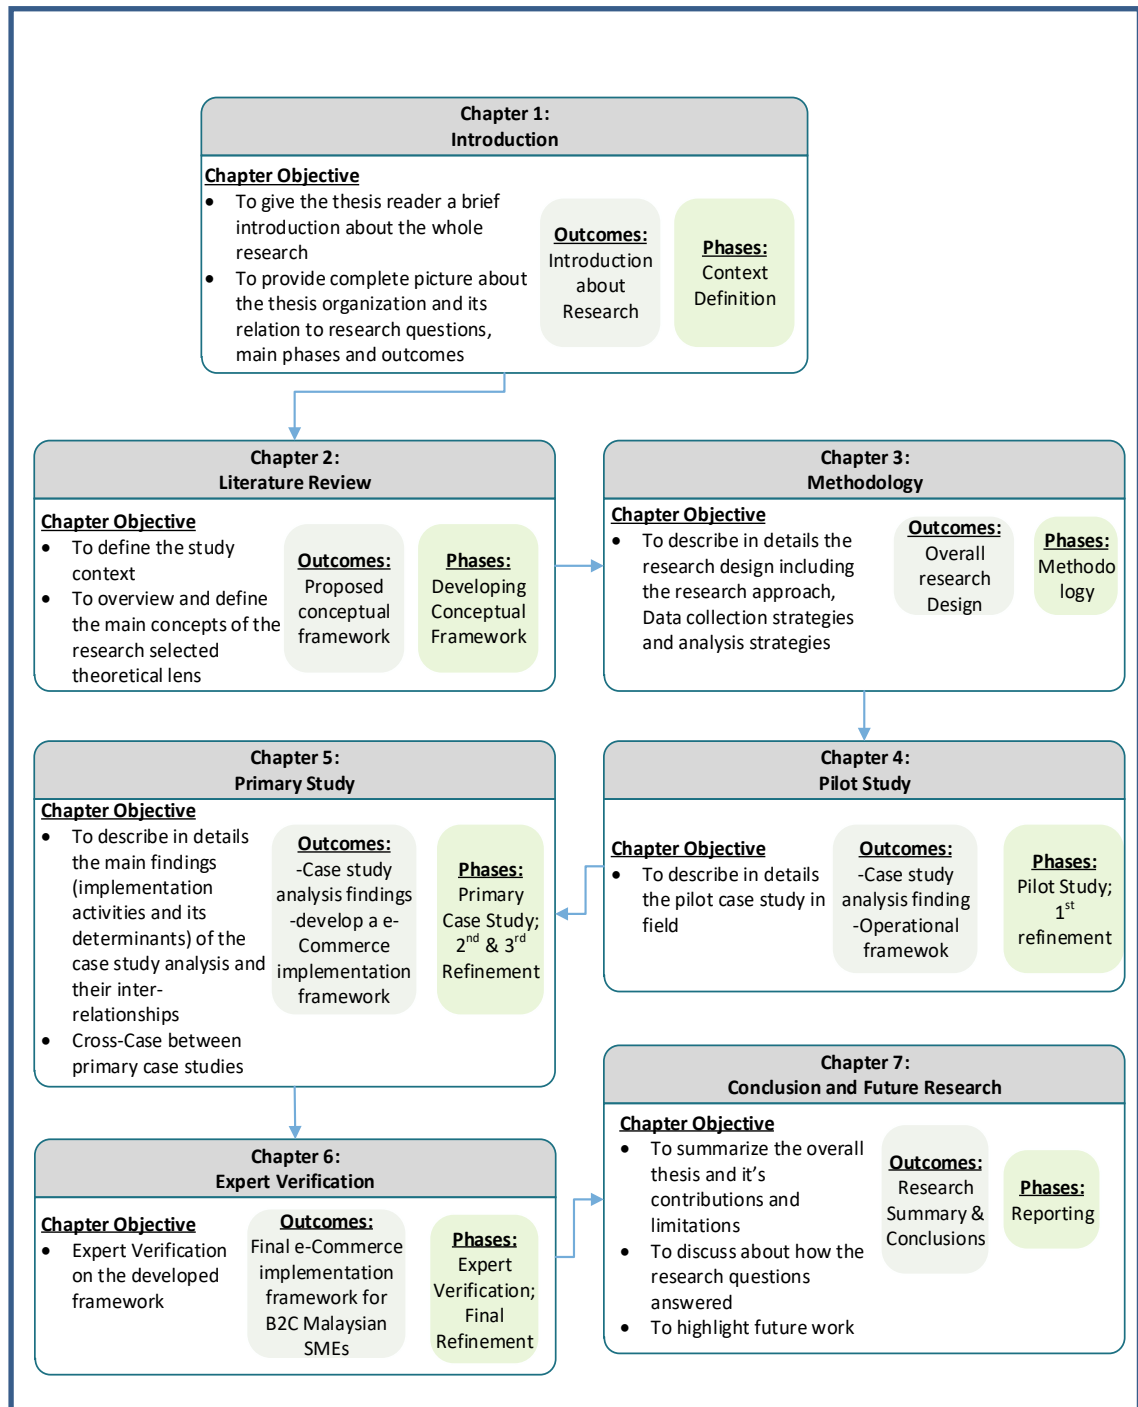 Chapter 1:
Introduction
Chapter Objective
• To give the thesis reader a brief
introduction about the whole
research
• To provide complete picture about
the thesis organization and its
relation to research questions,
main phases and outcomes
Outcomes:
Introduction
about
Research
Phases:
Context
Definition
Chapter 2:
Literature Review
Chapter Objective
• To define the study
context
• To overview and define
the main concepts of the
research selected
theoretical lens
Outcomes:
Proposed
conceptual
framework
Phases:
Developing
Conceptual
Framework
Chapter 3:
Methodology
Chapter Objective
• To describe in details the
research design including
the research approach,
Data collection strategies
and analysis strategies
Outcomes:
Overall
research
Design
Phases:
Methodo
logy
Chapter 4:
Pilot Study
Chapter Objective
• To describe in details
the pilot case study in
field
Outcomes:
-Case study
analysis finding
-Operational
framewok
Phases:
Pilot Study;
1st
refinement
Chapter 5:
Primary Study
Chapter Objective
• To describe in details
the main findings
(implementation
activities and its
determinants) of the
case study analysis and
their inter-
relationships
• Cross-Case between
primary case studies
Outcomes:
-Case study
analysis findings
-develop a e-
Commerce
implementation
framework
Phases:
Primary
Case Study;
2nd & 3rd
Refinement
Chapter 6:
Expert Verification
Chapter Objective
• Expert Verification
on the developed
framework
Outcomes:
Final e-Commerce
implementation
framework for
B2C Malaysian
SMEs
Phases:
Expert
Verification;
Final
Refinement
Chapter 7:
Conclusion and Future Research
Chapter Objective
• To summarize the overall
thesis and it's
contributions and
limitations
• To discuss about how the
research questions
answered
• To highlight future work
Outcomes:
Research
Summary &
Conclusions
Phases:
Reporting